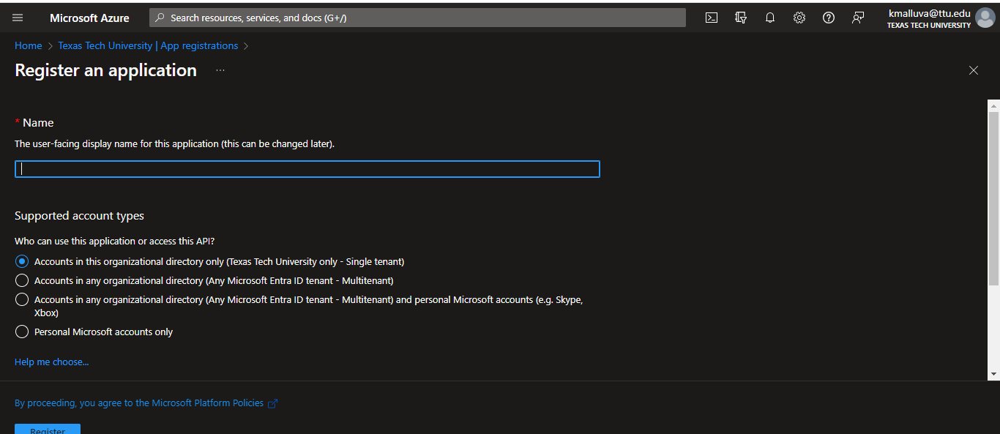 Microsoft Azure
Search resources, services, and docs (G+/)
kmalluva@ttu.edu
TEXAS TECH UNIVERSITY
Home > Texas Tech University | App registrations >
Register an application ...
* Name
The user-facing display name for this application (this can be changed later).
Supported account types
Who can use this application or access this API?
Accounts in this organizational directory only (Texas Tech University only - Single tenant)
Accounts in any organizational directory (Any Microsoft Entra ID tenant - Multitenant)
Accounts in any organizational directory (Any Microsoft Entra ID tenant - Multitenant) and personal Microsoft accounts (e.g. Skype,
Xbox)
Personal Microsoft accounts only
Help me choose...
By proceeding, you agree to the Microsoft Platform Policies
Register